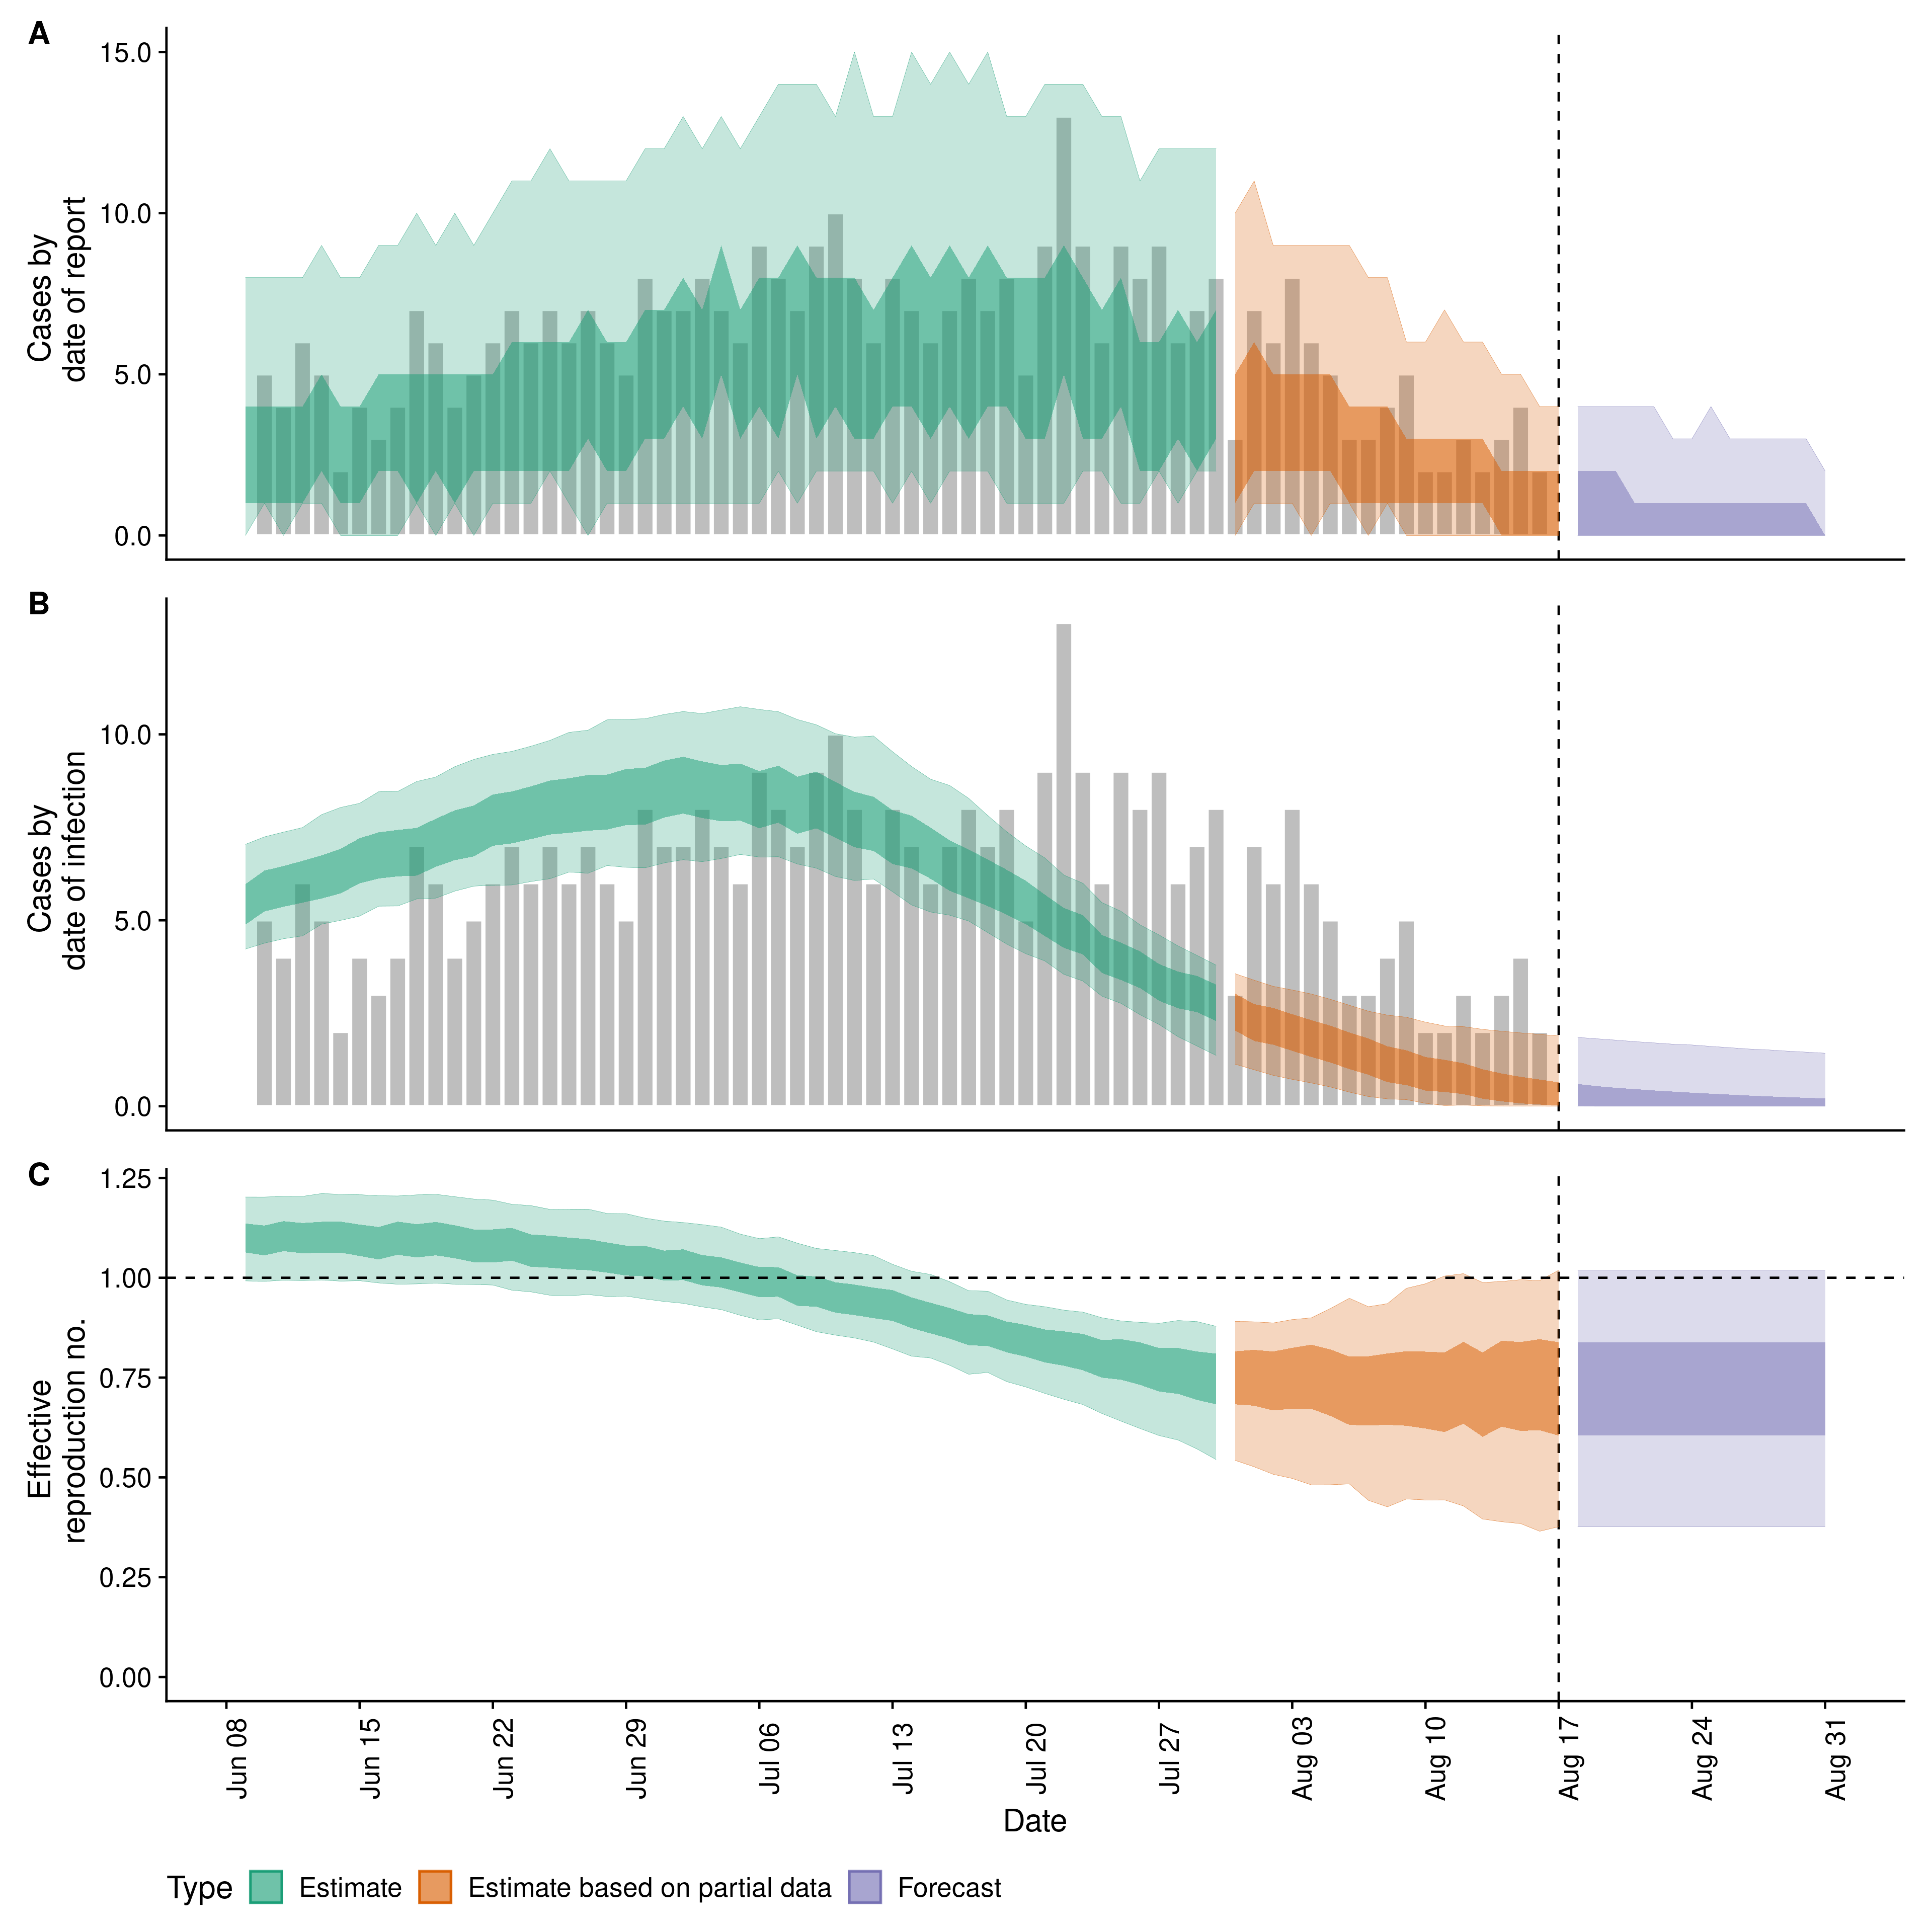 A
15.0
10.0
5.0
0.0
Cases by
date of report
B
10.0
5.0
0.0
Cases by
date of infection
C
1.25
1.00
0.75
0.50
0.25
0.00
Effective
reproduction no.
Jun 08
Jun 15
Jun 22
Jun 29
Jul 06
Jul 13
Jul 20
Jul 27
Aug 03
Aug 10
Aug 17
Aug 24
Aug 31
Date
Type Estimate Estimate based on partial data Forecast